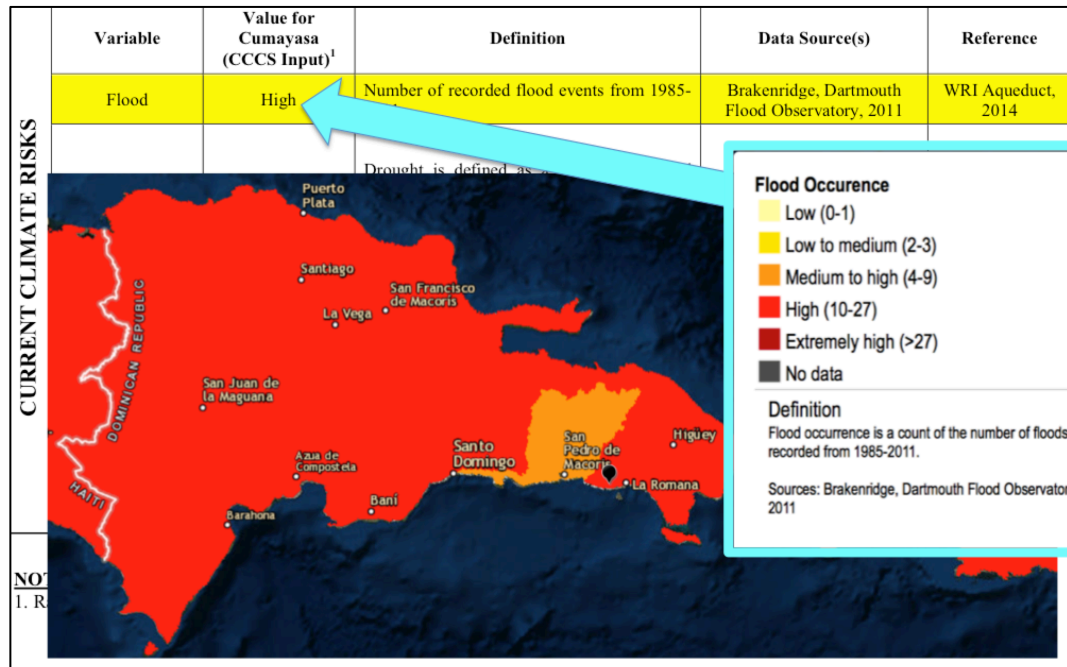 Variable
Value for
Cumayasa
(CCCS Input)1
Definition
Data Source(s)
Reference
CURRENT CLIMATE RISKS
Flood
High
Number of recorded flood events from 1985-
Brakenridge, Dartmouth
Flood Observatory, 2011
WRI Aqueduct,
2014
Drought is defined as
Flood Occurence
Low (0-1)
Low to medium (2-3)
Medium to high (4-9)
High (10-27)
Extremely high (>27)
No data
Definition
Flood occurrence is a count of the number of floods
recorded from 1985-2011.
Sources: Brakenridge, Dartmouth Flood Observator
2011
Puerto
Plata
Santiago
San Francisco
de Macorís
La Vega
DOMINICAN REPUBLIC
San Juan de
la Maguana
HAITI
Azua de
Compostela
Barahona
Baní
Santo
Domingo
San
Pedro de
Macorís
Higüey
La Romana
NOT
1. Ra